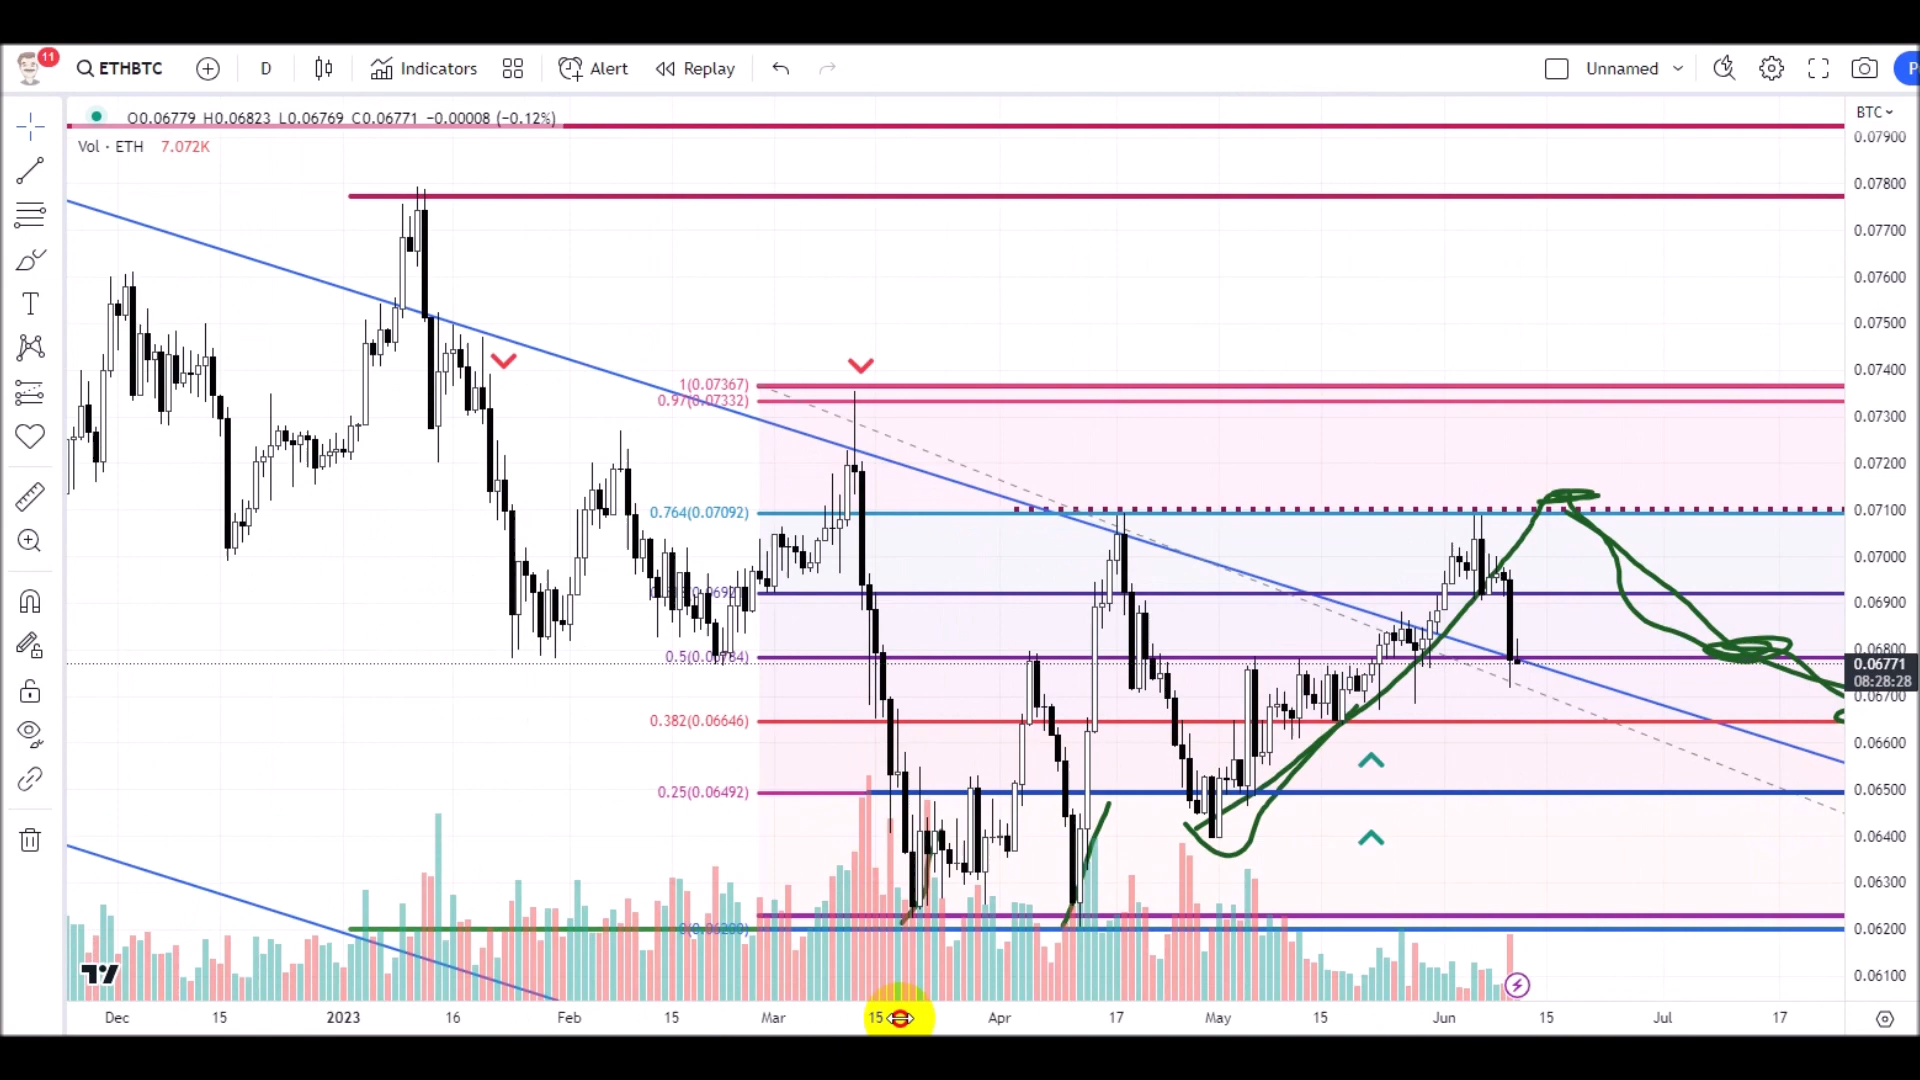 11
ETHBTC
D
Indicators
Alert
Replay
Unnamed
P
O0.06779 H0.06823 L0.06769 C0.06771 −0.00008 (−0.12%)
Vol · ETH 7.072K
BTC
0.07900
0.07800
0.07700
0.07600
0.07500
0.07400
0.07300
0.07200
0.07100
0.07000
0.06900
0.06800
0.06771
08:28:28
0.06700
0.06600
0.06500
0.06400
0.06300
0.06200
0.06100
1(0.07367)
0.97(0.07332)
0.764(0.07092)
0.382(0.06646)
0.25(0.06492)
Dec 15 2023 16 Feb 15 Mar 15 Apr 17 May 15 Jun 15 Jul 17